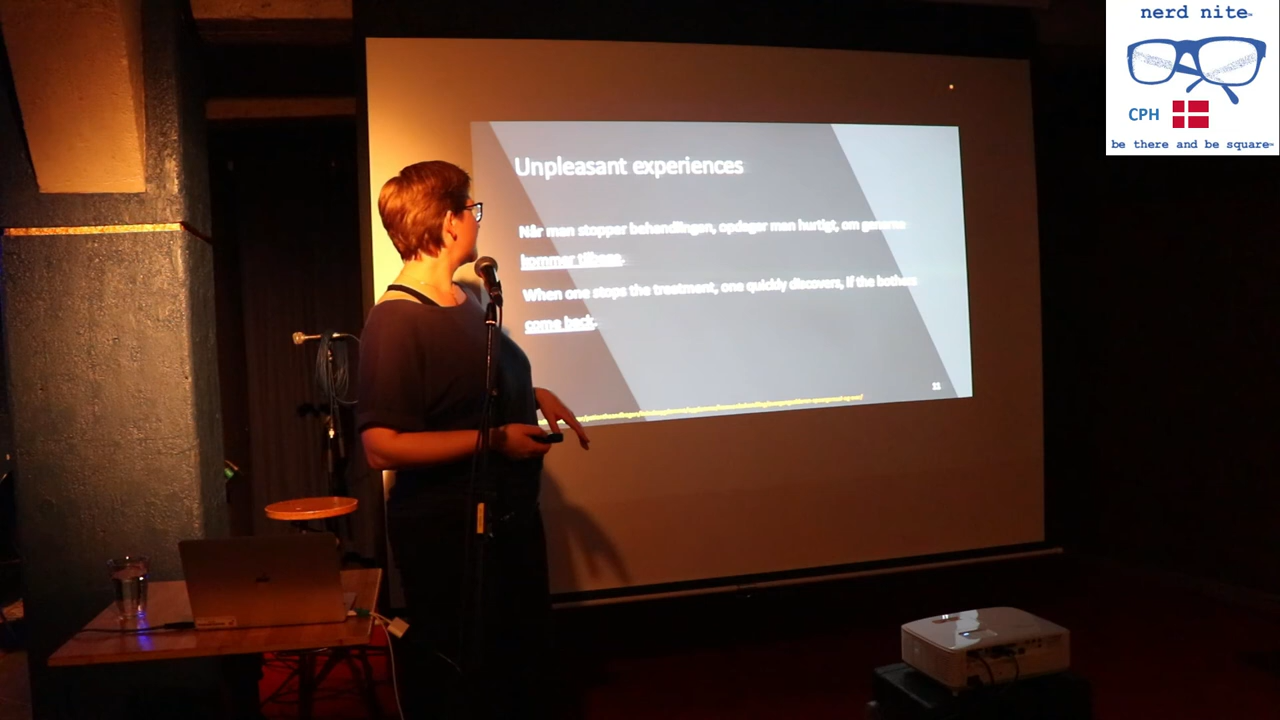 nerd nite
CPH
be there and be square
Unpleasant experiences
Når man stopper behandlingen, opdager man hurtigt, om generne
kommer tilbage.
When one stops the treatment, one quickly discovers, if the bothers
come back.
21